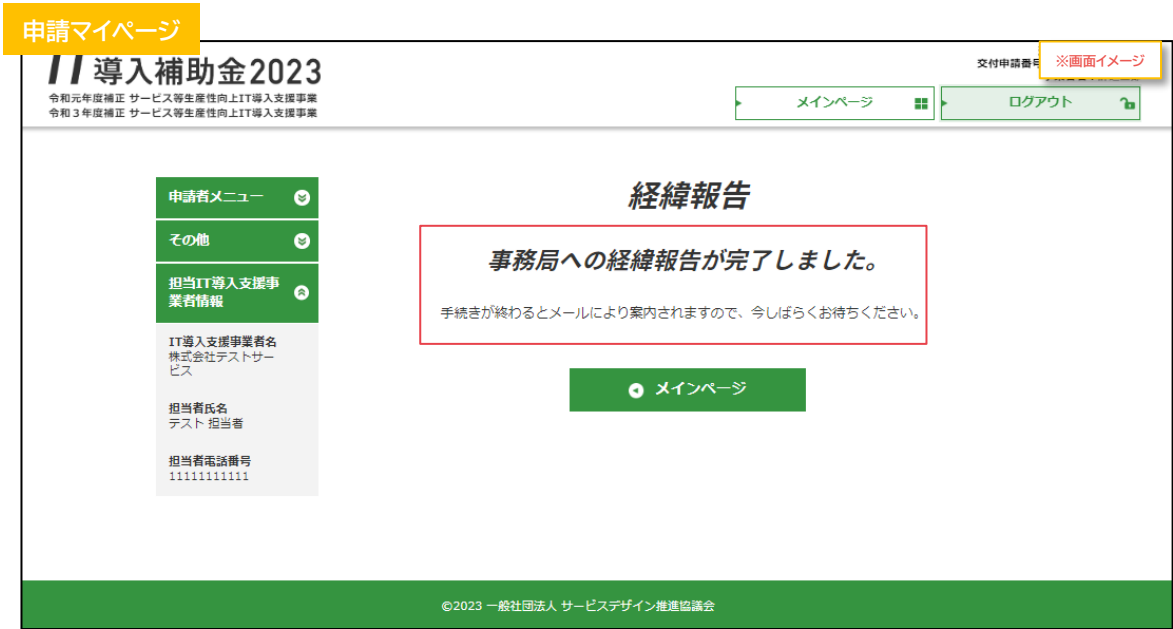 申請マイページ
IT導入補助金2023
令和元年度補正 サービス等生産性向上IT導入支援事業
令和3年度補正 サービス等生産性向上IT導入支援事業
交付申請番号
※画面イメージ
メインページ
ログアウト
申請者メニュー
その他
担当IT導入支援事
業者情報
IT導入支援事業者名
株式会社テストサー
ビス
担当者氏名
テスト 担当者
担当者電話番号
11111111111
経緯報告
事務局への経緯報告が完了しました。
手続きが終わるとメールにより案内されますので、今しばらくお待ちください。
メインページ
©2023 一般社団法人 サービスデザイン推進協議会